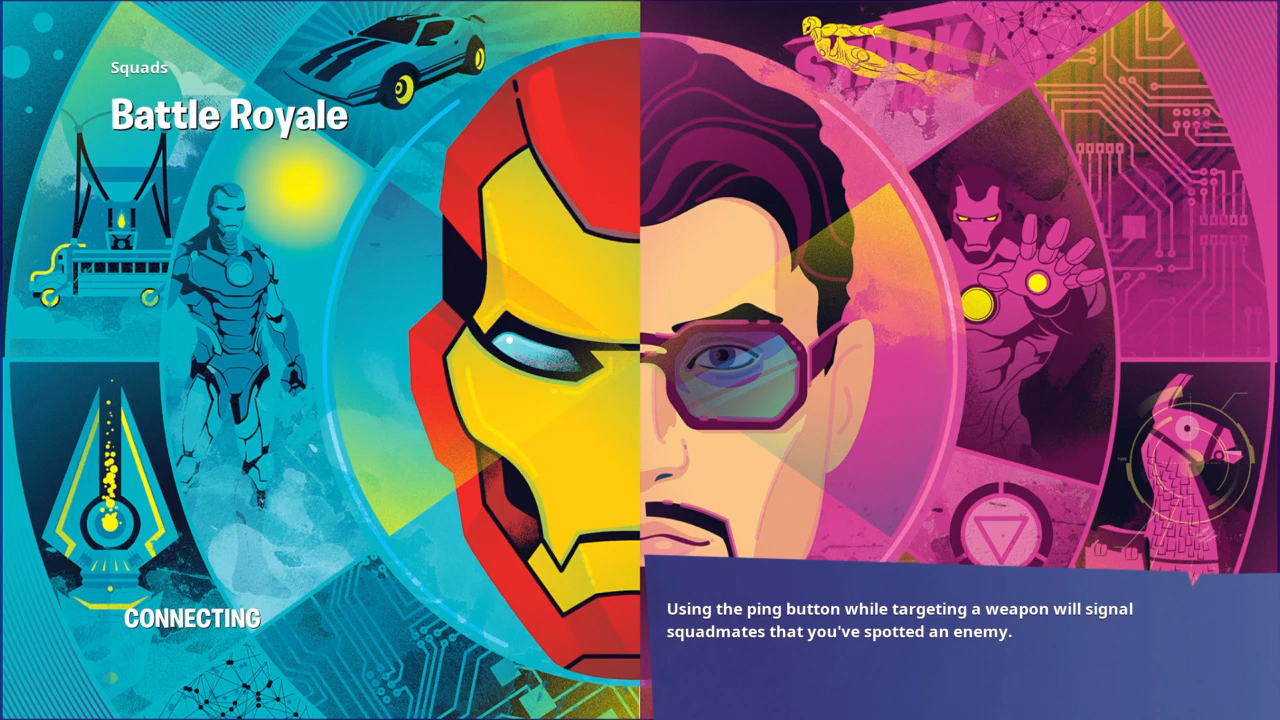 Squads
Battle Royale
STARK
CONNECTING
Using the ping button while targeting a weapon will signal
squadmates that you've spotted an enemy.